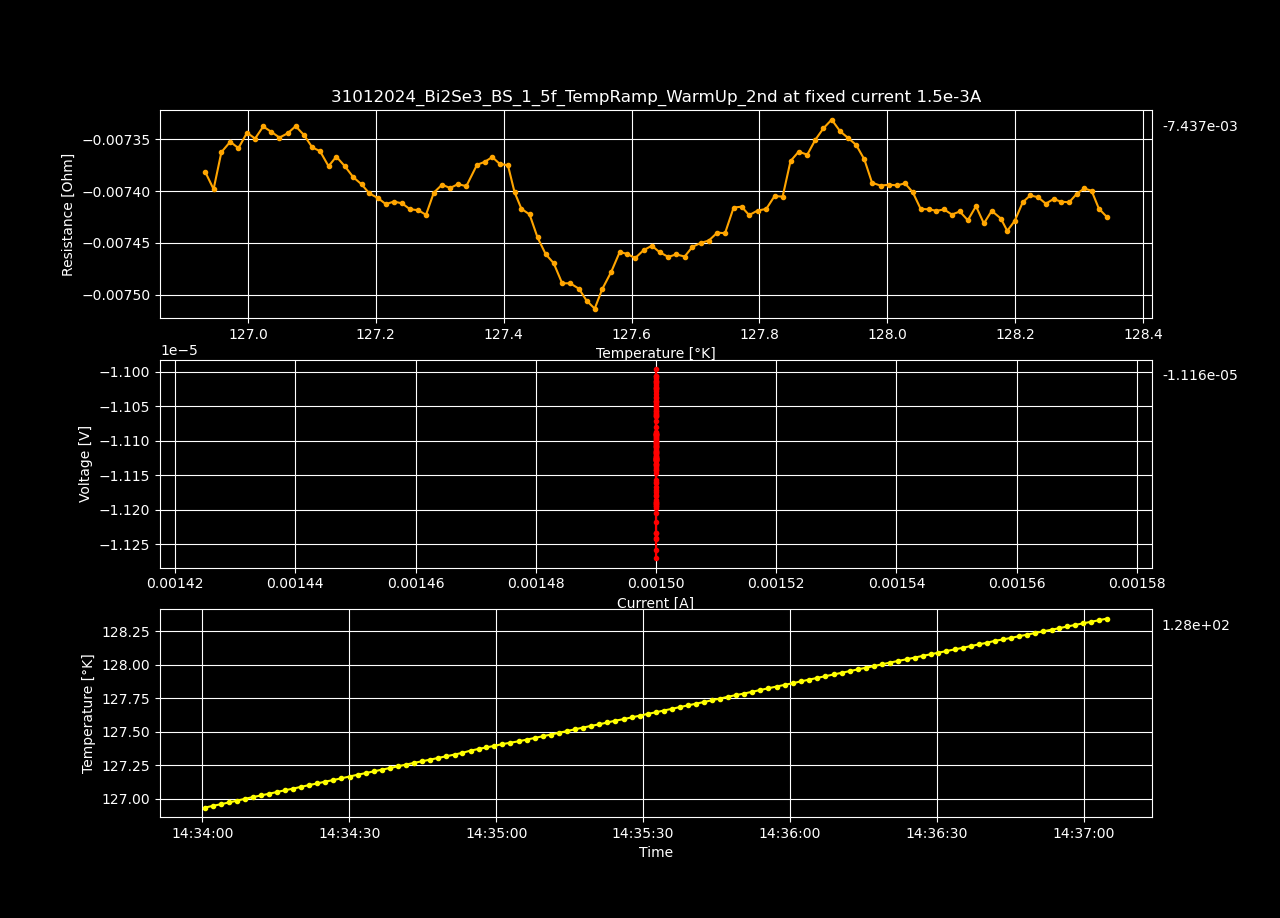 31012024_Bi2Se3_BS_1_5f_TempRamp_WarmUp_2nd at fixed current 1.5e-3A
-7.437e-03
Resistance [Ohm]
−0.00735
−0.00740
−0.00745
−0.00750
127.0 127.2 127.4 127.6 127.8 128.0 128.2 128.4
Temperature [°K]
1e−5
-1.116e-05
Voltage [V]
−1.100
−1.105
−1.110
−1.115
−1.120
−1.125
0.00142 0.00144 0.00146 0.00148 0.00150 0.00152 0.00154 0.00156 0.00158
Current [A]
1.28e+02
Temperature [°K]
128.25
128.00
127.75
127.50
127.25
127.00
14:34:00 14:34:30 14:35:00 14:35:30 14:36:00 14:36:30 14:37:00
Time